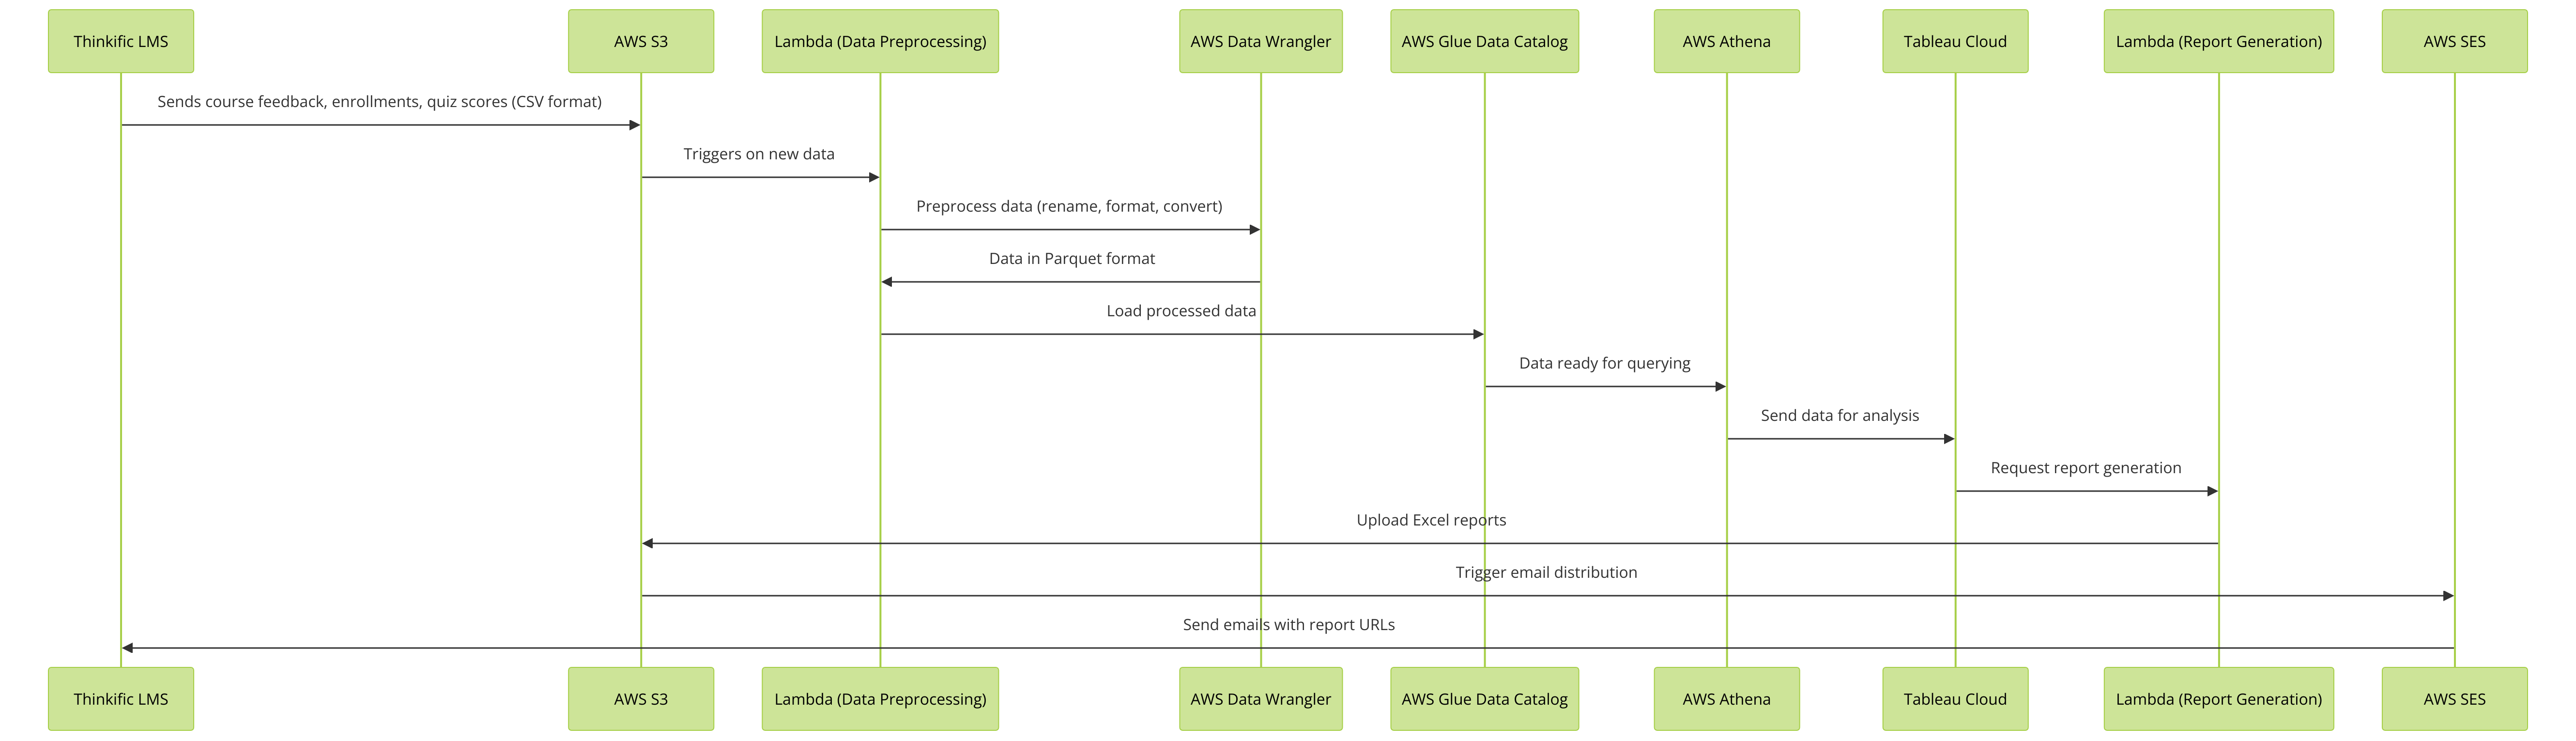 Thinkific LMS
AWS S3
Lambda (Data Preprocessing)
AWS Data Wrangler
AWS Glue Data Catalog
AWS Athena
Tableau Cloud
Lambda (Report Generation)
AWS SES
Sends course feedback, enrollments, quiz scores (CSV format)
Triggers on new data
Preprocess data (rename, format, convert)
Data in Parquet format
Load processed data
Data ready for querying
Send data for analysis
Request report generation
Upload Excel reports
Trigger email distribution
Send emails with report URLs
Thinkific LMS
AWS S3
Lambda (Data Preprocessing)
AWS Data Wrangler
AWS Glue Data Catalog
AWS Athena
Tableau Cloud
Lambda (Report Generation)
AWS SES